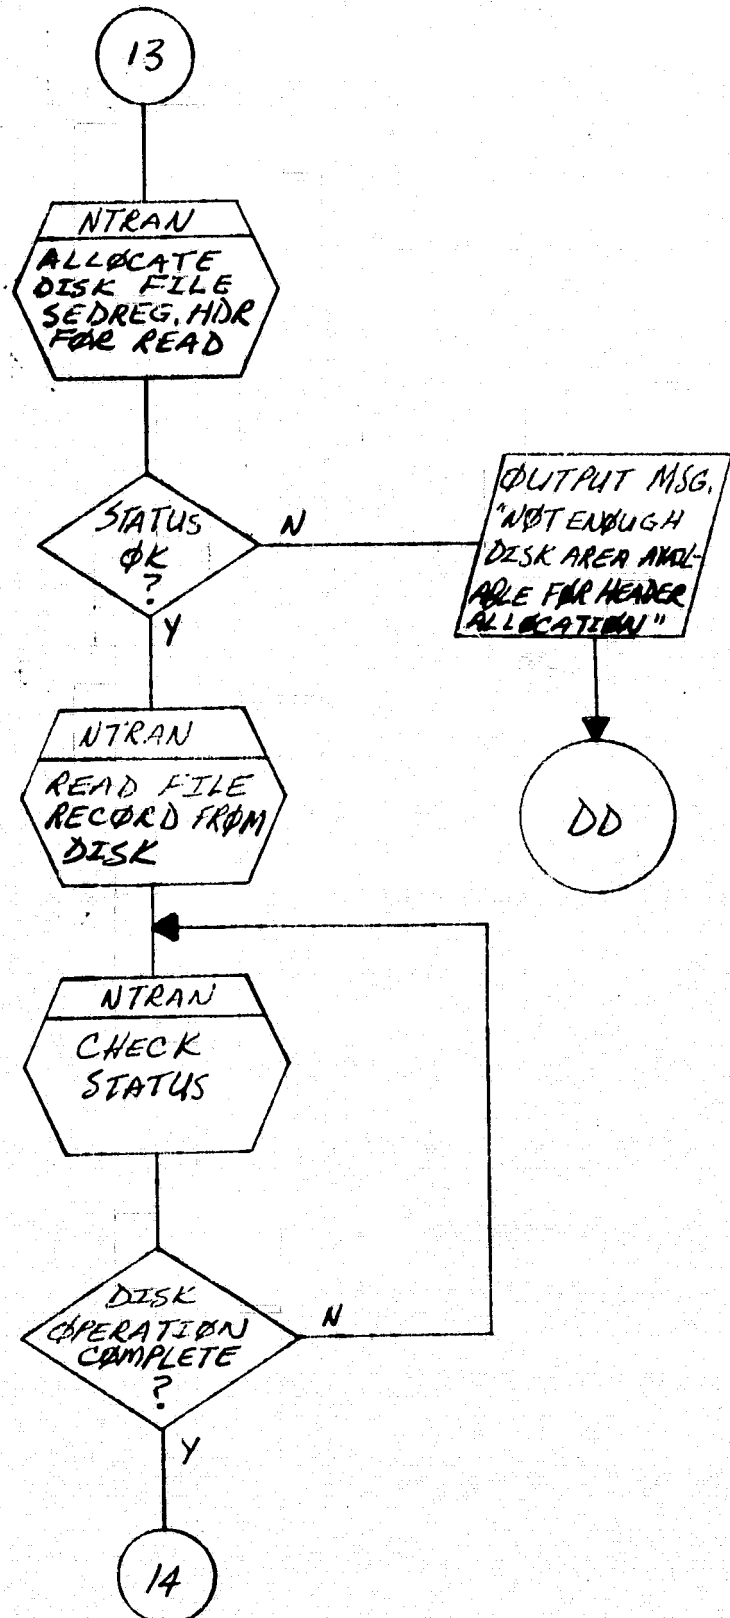 13
NTRAN
ALLØCATE
DISK FILE
SEDREG.HDR
FØR READ
STATUS
ØK
?
N
Y
ØUTPUT MSG.
"NØT ENØUGH
DISK AREA AVAIL-
ABLE FØR HEADER
ALLØCATIØN"
DD
NTRAN
READ FILE
RECØRD FRØM
DISK
NTRAN
CHECK
STATUS
DISK
ØPERATIØN
CØMPLETE
?
N
Y
14